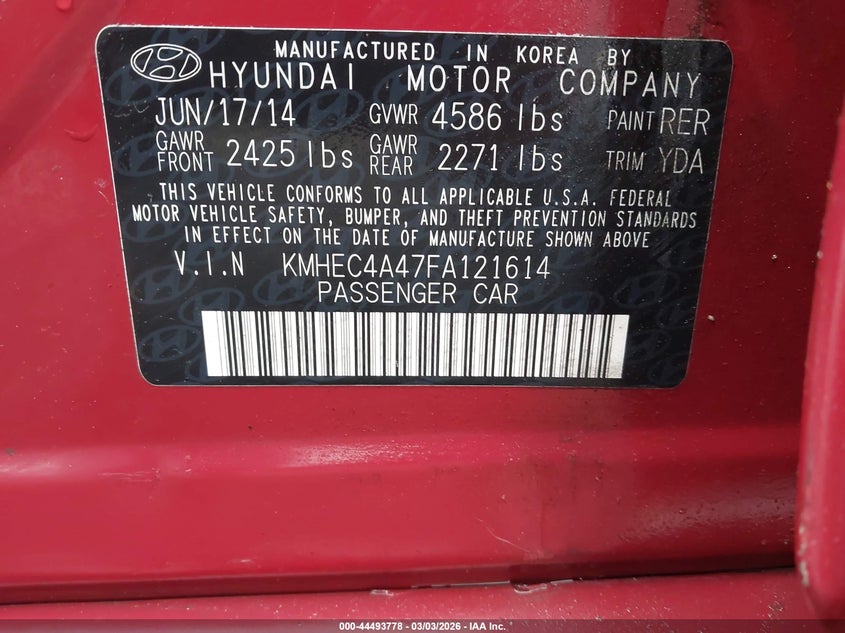 MANUFACTURED IN KOREA BY
HYUNDAI MOTOR COMPANY
JUN/17/14 GVWR 4586 lbs PAINT RER
GAWR FRONT 2425 lbs GAWR REAR 2271 lbs TRIM YDA
THIS VEHICLE CONFORMS TO ALL APPLICABLE U.S.A. FEDERAL
MOTOR VEHICLE SAFETY, BUMPER, AND THEFT PREVENTION STANDARDS
IN EFFECT ON THE DATE OF MANUFACTURE SHOWN ABOVE
V.I.N KMHEC4A47FA121614
PASSENGER CAR
000-44493778 - 03/03/2026 - IAA Inc.